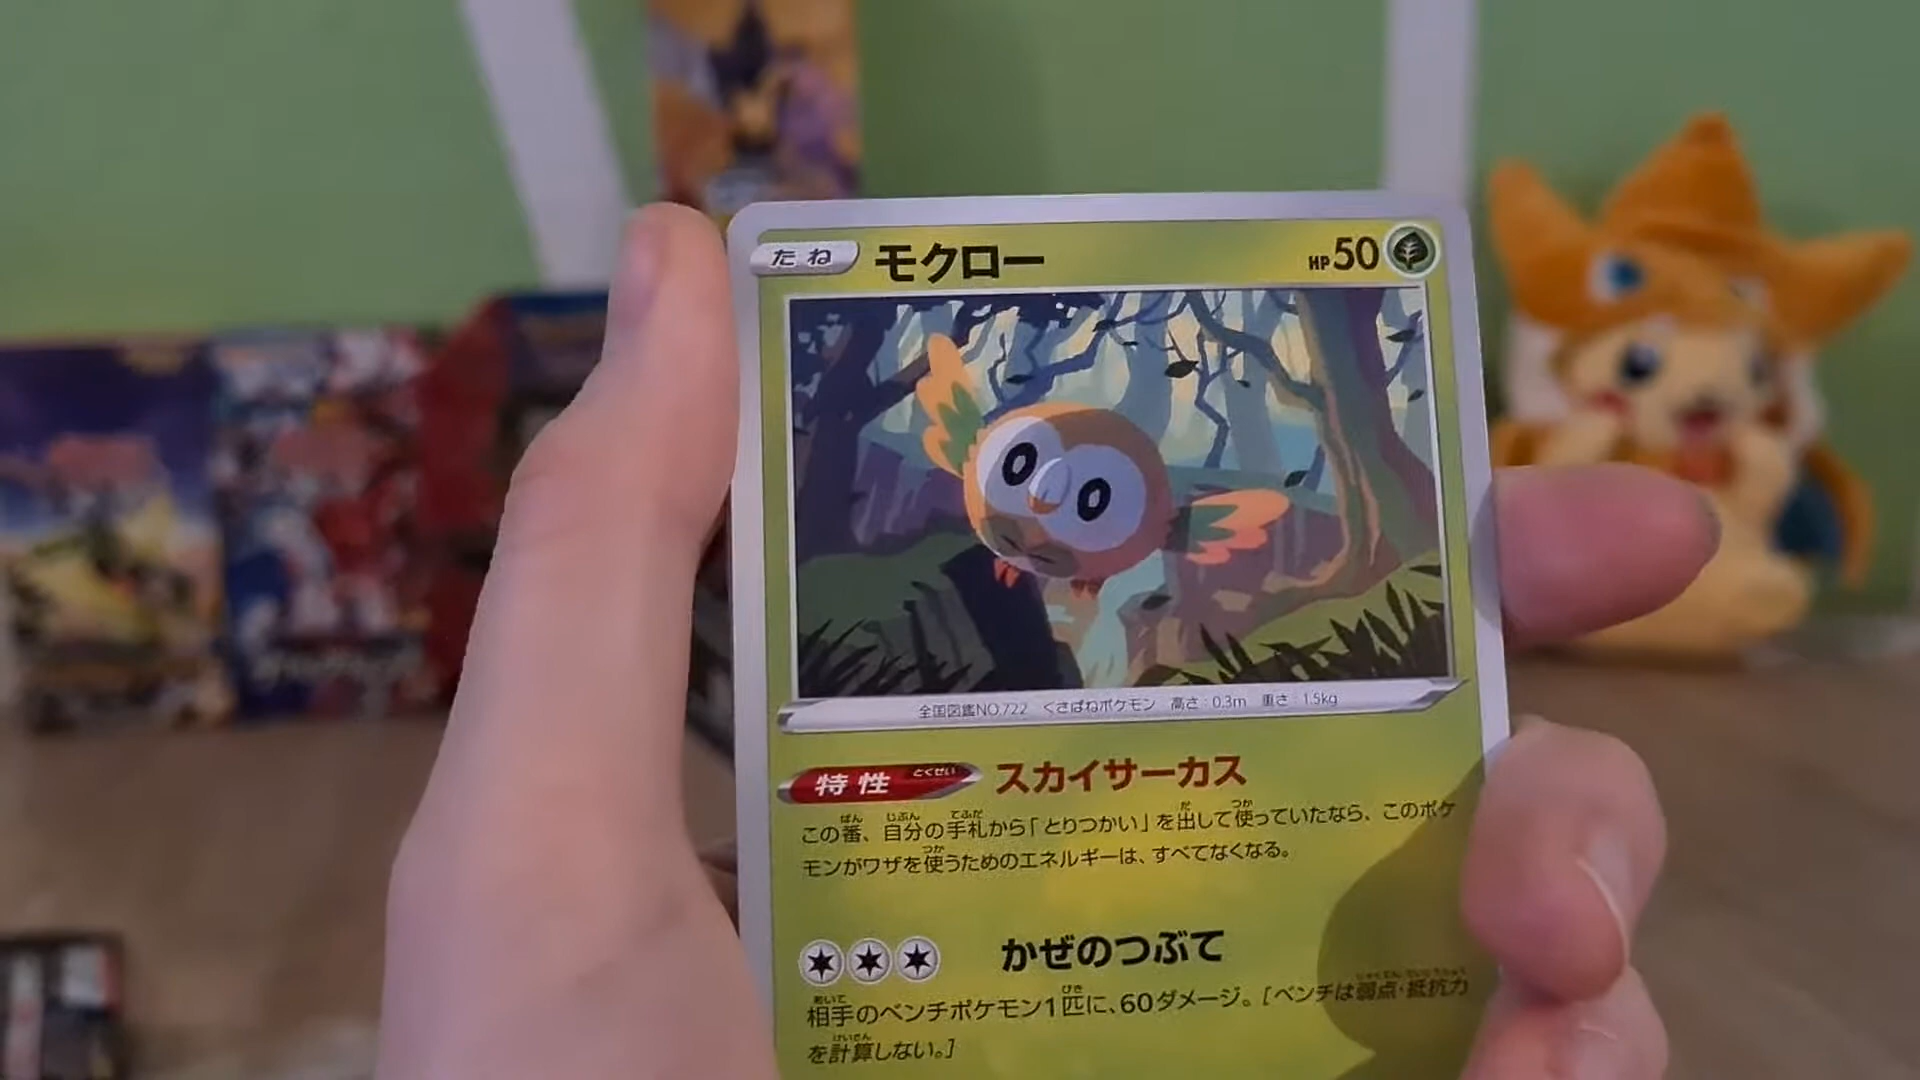 たね モクロー HP50
全国図鑑NO.722 くさばねポケモン 高さ:0.3m 重さ:1.5kg
特性 とくせい スカイサーカス
この番、自分の手札から「とりつかい」を出して使っていたなら、このポケ
モンがワザを使うためのエネルギーは、すべてなくなる。
かぜのつぶて
相手のベンチポケモン1匹に、60ダメージ。[ベンチは弱点・抵抗力
を計算しない。]